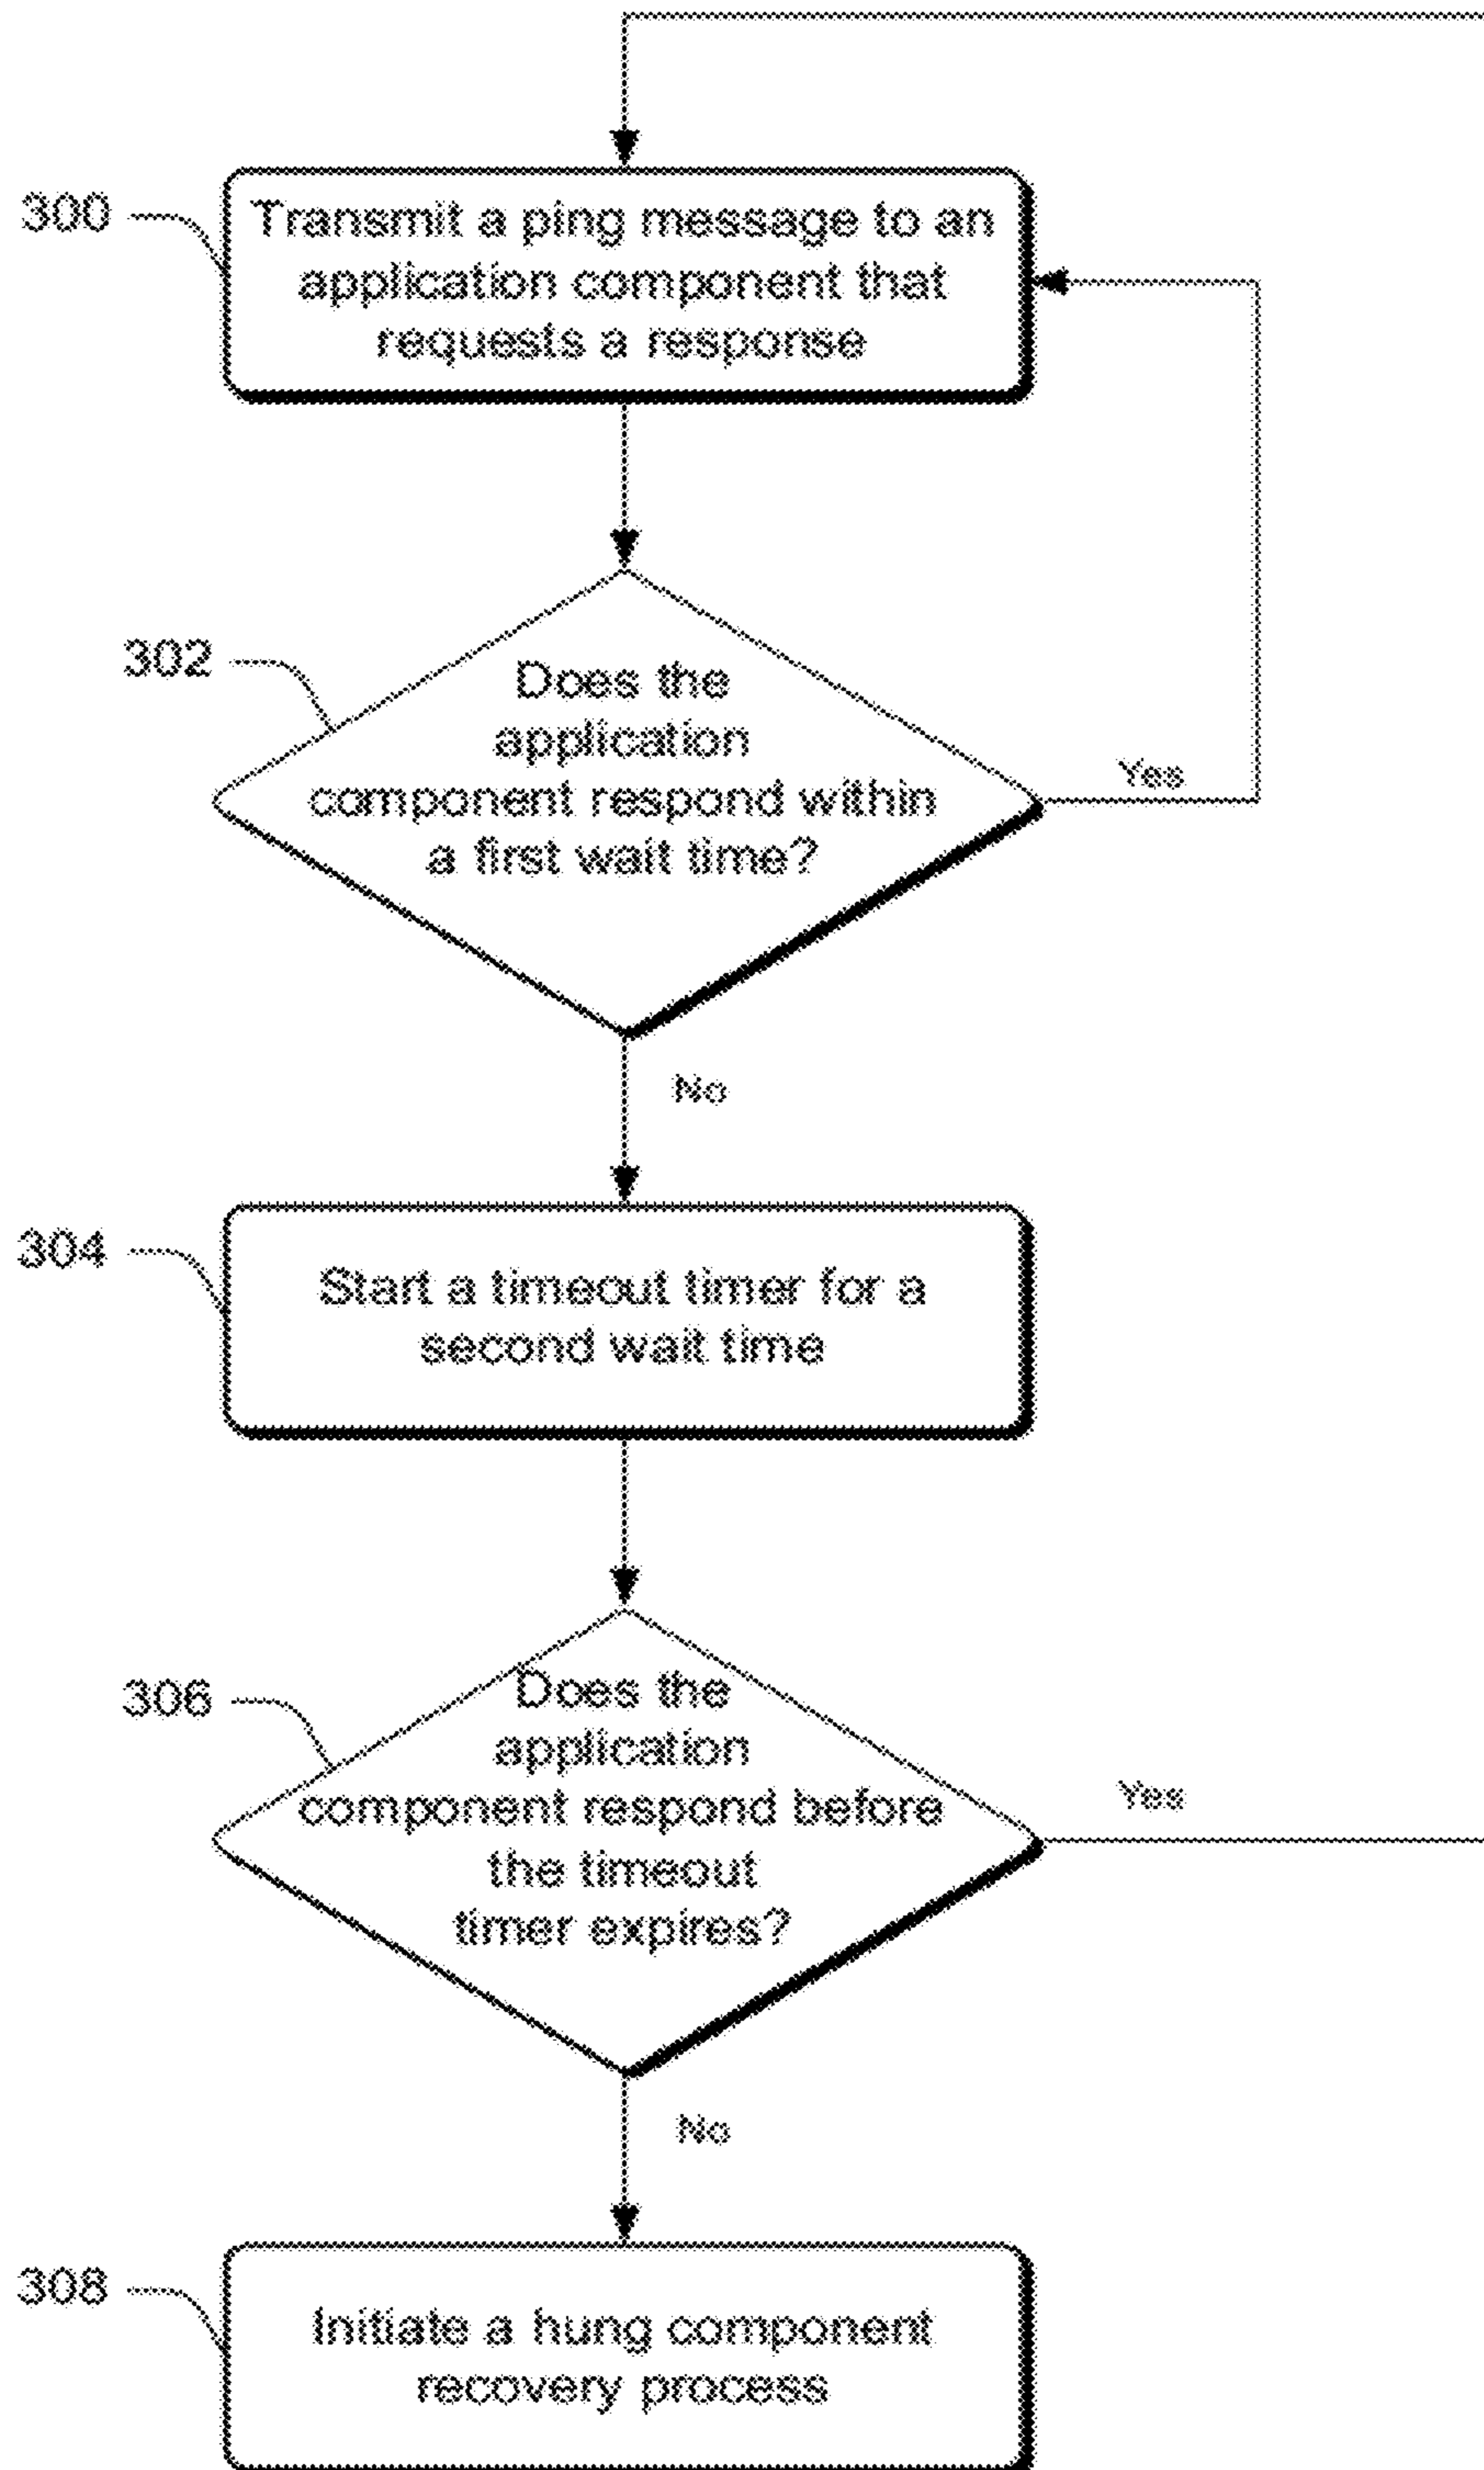 300
Transmit a ping message to an
application component that
requests a response
302
Does the
application
component respond within
a first wait time?
Yes
No
304
Start a timeout timer for a
second wait time
306
Does the
application
component respond before
the timeout
timer expires?
Yes
No
308
Initiate a hung component
recovery process